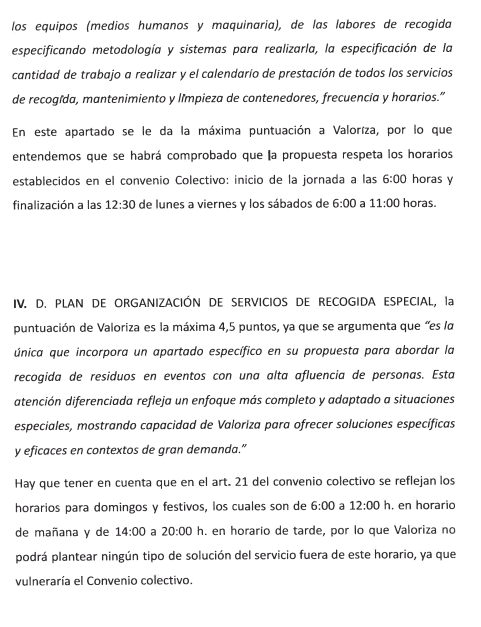 los equipos (medios humanos y maquinaria), de las labores de recogida
especificando metodología y sistemas para realizarla, la especificación de la
cantidad de trabajo a realizar y el calendario de prestación de todos los servicios
de recogida, mantenimiento y limpieza de contenedores, frecuencia y horarios.”
En este apartado se le da la máxima puntuación a Valoriza, por lo que
entendemos que se habrá comprobado que la propuesta respeta los horarios
establecidos en el convenio Colectivo: inicio de la jornada a las 6:00 horas y
finalización a las 12:30 de lunes a viernes y los sábados de 6:00 a 11:00 horas.
IV. D. PLAN DE ORGANIZACIÓN DE SERVICIOS DE RECOGIDA ESPECIAL, la
puntuación de Valoriza es la máxima 4,5 puntos, ya que se argumenta que “es la
única que incorpora un apartado específico en su propuesta para abordar la
recogida de residuos en eventos con una alta afluencia de personas. Esta
atención diferenciada refleja un enfoque más completo y adaptado a situaciones
especiales, mostrando capacidad de Valoriza para ofrecer soluciones específicas
y eficaces en contextos de gran demanda.”
Hay que tener en cuenta que en el art. 21 del convenio colectivo se reflejan los
horarios para domingos y festivos, los cuales son de 6:00 a 12:00 h. en horario
de mañana y de 14:00 a 20:00 h. en horario de tarde, por lo que Valoriza no
podrá plantear ningún tipo de solución del servicio fuera de este horario, ya que
vulneraría el Convenio colectivo.